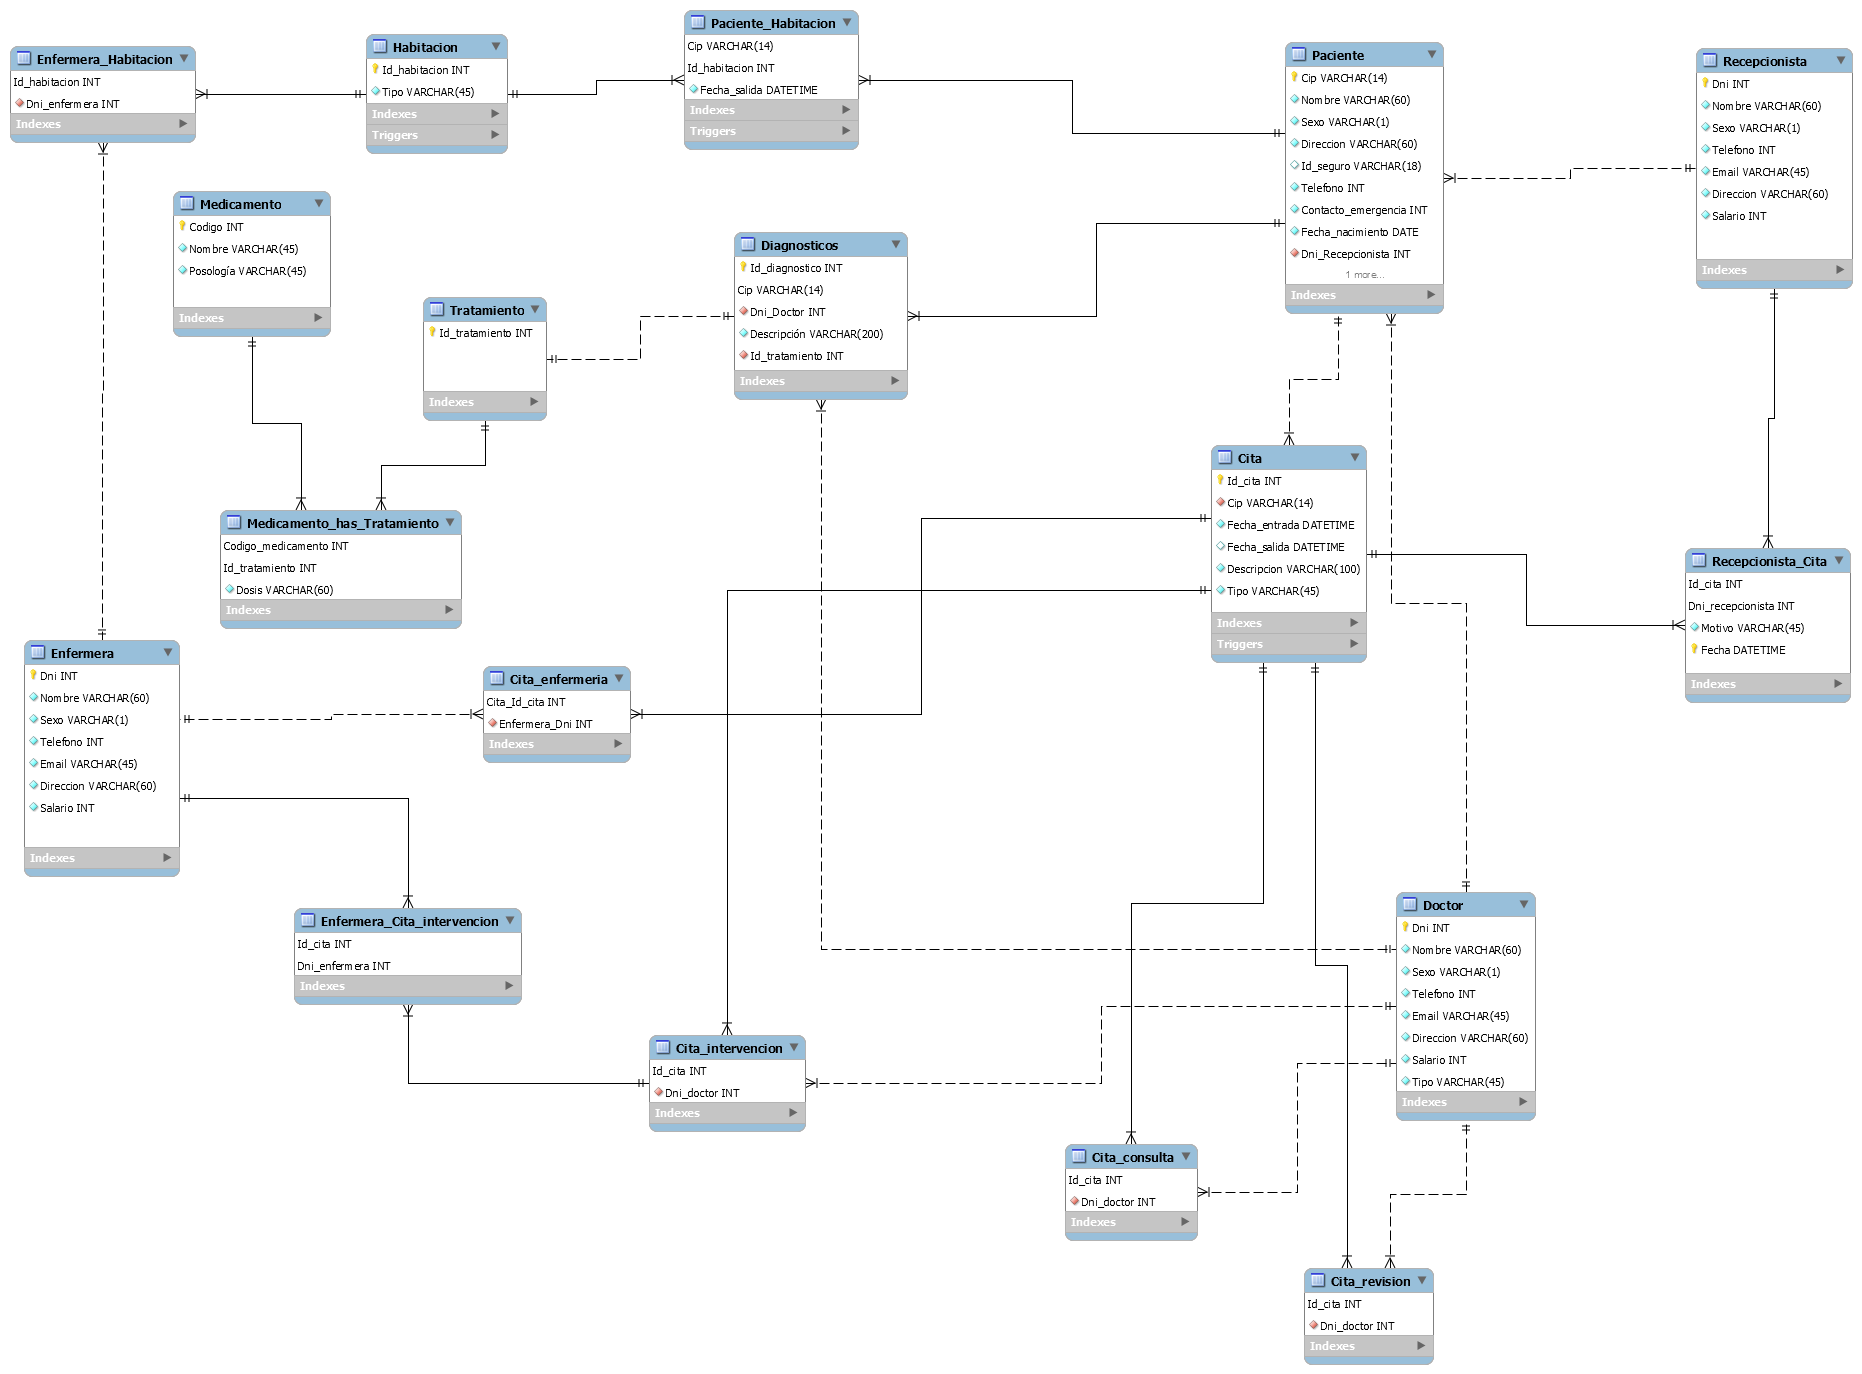 Enfermera_Habitacion
Id_habitacion INT
Dni_enfermera INT
Indexes
Habitacion
Id_habitacion INT
Tipo VARCHAR(45)
Indexes
Triggers
Paciente_Habitacion
Cip VARCHAR(14)
Id_habitacion INT
Fecha_salida DATETIME
Indexes
Triggers
Paciente
Cip VARCHAR(14)
Nombre VARCHAR(60)
Sexo VARCHAR(1)
Direccion VARCHAR(60)
Id_seguro VARCHAR(18)
Telefono INT
Contacto_emergencia INT
Fecha_nacimiento DATE
Dni_Recepcionista INT
1 more...
Indexes
Recepcionista
Dni INT
Nombre VARCHAR(60)
Sexo VARCHAR(1)
Telefono INT
Email VARCHAR(45)
Direccion VARCHAR(60)
Salario INT
Indexes
Medicamento
Codigo INT
Nombre VARCHAR(45)
Posología VARCHAR(45)
Indexes
Tratamiento
Id_tratamiento INT
Indexes
Diagnosticos
Id_diagnostico INT
Cip VARCHAR(14)
Dni_Doctor INT
Descripción VARCHAR(200)
Id_tratamiento INT
Indexes
Cita
Id_cita INT
Cip VARCHAR(14)
Fecha_entrada DATETIME
Fecha_salida DATETIME
Descripcion VARCHAR(100)
Tipo VARCHAR(45)
Indexes
Triggers
Medicamento_has_Tratamiento
Codigo_medicamento INT
Id_tratamiento INT
Dosis VARCHAR(60)
Indexes
Recepcionista_Cita
Id_cita INT
Dni_recepcionista INT
Motivo VARCHAR(45)
Fecha DATETIME
Indexes
Enfermera
Dni INT
Nombre VARCHAR(60)
Sexo VARCHAR(1)
Telefono INT
Email VARCHAR(45)
Direccion VARCHAR(60)
Salario INT
Indexes
Cita_enfermeria
Cita_Id_cita INT
Enfermera_Dni INT
Indexes
Enfermera_Cita_intervencion
Id_cita INT
Dni_enfermera INT
Indexes
Doctor
Dni INT
Nombre VARCHAR(60)
Sexo VARCHAR(1)
Telefono INT
Email VARCHAR(45)
Direccion VARCHAR(60)
Salario INT
Tipo VARCHAR(45)
Indexes
Cita_intervencion
Id_cita INT
Dni_doctor INT
Indexes
Cita_consulta
Id_cita INT
Dni_doctor INT
Indexes
Cita_revision
Id_cita INT
Dni_doctor INT
Indexes